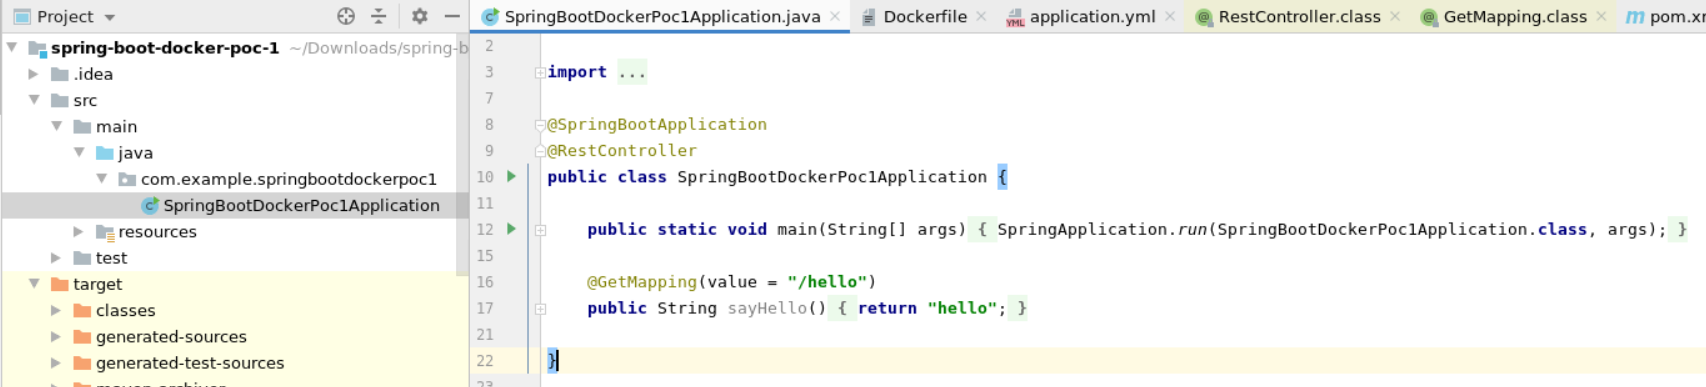 Project
spring-boot-docker-poc-1 ~/Downloads/spring-b
.idea
src
main
java
com.example.springbootdockerpoc1
SpringBootDockerPoc1Application
resources
test
target
classes
generated-sources
generated-test-sources
SpringBootDockerPoc1Application.java Dockerfile application.yml RestController.class GetMapping.class pom.xm
2
3 import ...
7
8 @SpringBootApplication
9 @RestController
10 public class SpringBootDockerPoc1Application {
11
12 public static void main(String[] args) { SpringApplication.run(SpringBootDockerPoc1Application.class, args); }
15
16 @GetMapping(value = "/hello")
17 public String sayHello() { return "hello"; }
21
22 }
23